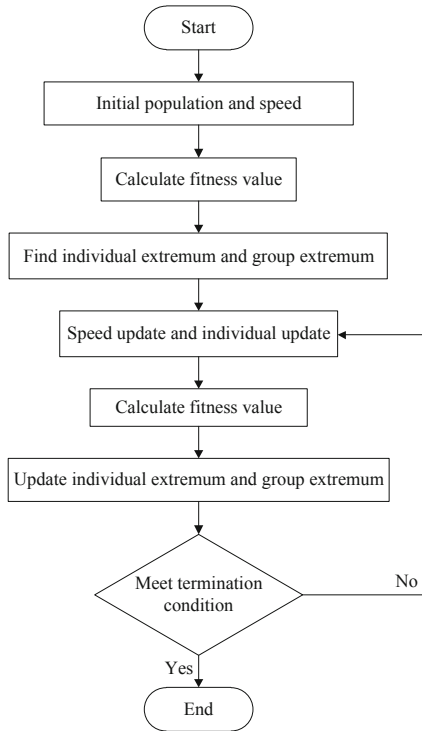 Start
Initial population and speed
Calculate fitness value
Find individual extremum and group extremum
Speed update and individual update
Calculate fitness value
Update individual extremum and group extremum
Meet termination
condition
No
Yes
End